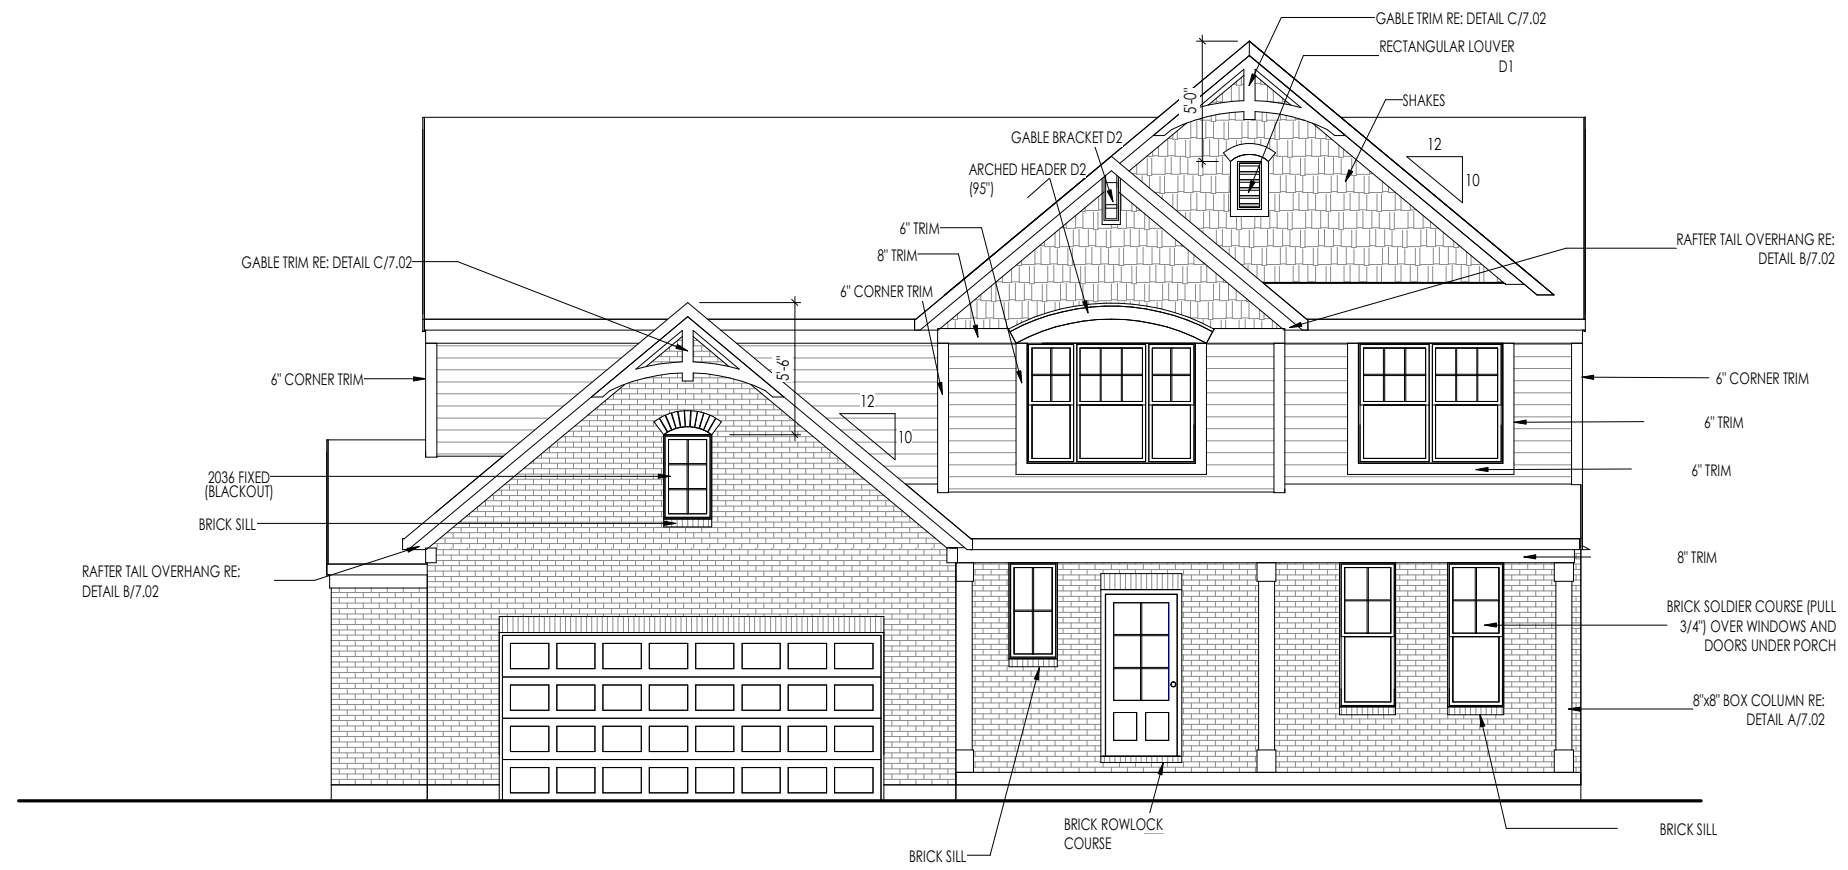 GABLE TRIM RE: DETAIL C/7.02
RECTANGULAR LOUVER
D1
5'-0"
SHAKES
GABLE BRACKET D2
12
10
ARCHED HEADER D2
(95")
6" TRIM
8" TRIM
6" CORNER TRIM
RAFTER TAIL OVERHANG RE:
DETAIL B/7.02
GABLE TRIM RE: DETAIL C/7.02
5'-6"
6" CORNER TRIM
6" CORNER TRIM
12
10
6" TRIM
6" TRIM
2036 FIXED
(BLACKOUT)
BRICK SILL
RAFTER TAIL OVERHANG RE:
DETAIL B/7.02
8" TRIM
BRICK SOLDIER COURSE (PULL
3/4") OVER WINDOWS AND
DOORS UNDER PORCH
8"x8" BOX COLUMN RE:
DETAIL A/7.02
BRICK ROWLOCK
COURSE
BRICK SILL
BRICK SILL